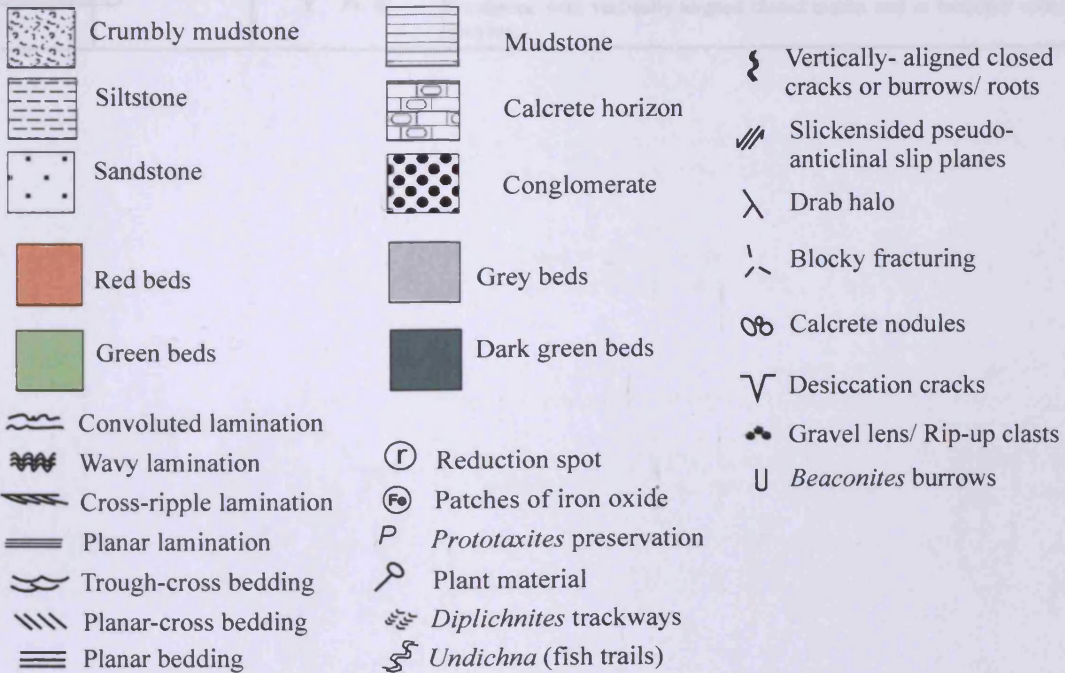 Crumbly mudstone
Siltstone
Sandstone
Red beds
Green beds
Convoluted lamination
Wavy lamination
Cross-ripple lamination
Planar lamination
Trough-cross bedding
Planar-cross bedding
Planar bedding
Mudstone
Calcrete horizon
Conglomerate
Grey beds
Dark green beds
r Reduction spot
Fe Patches of iron oxide
P Prototaxites preservation
Plant material
Diplichnites trackways
Undichna (fish trails)
Vertically- aligned closed
cracks or burrows/ roots
Slickensided pseudo-
anticlinal slip planes
Drab halo
Blocky fracturing
Calcrete nodules
Desiccation cracks
Gravel lens/ Rip-up clasts
U Beaconites burrows